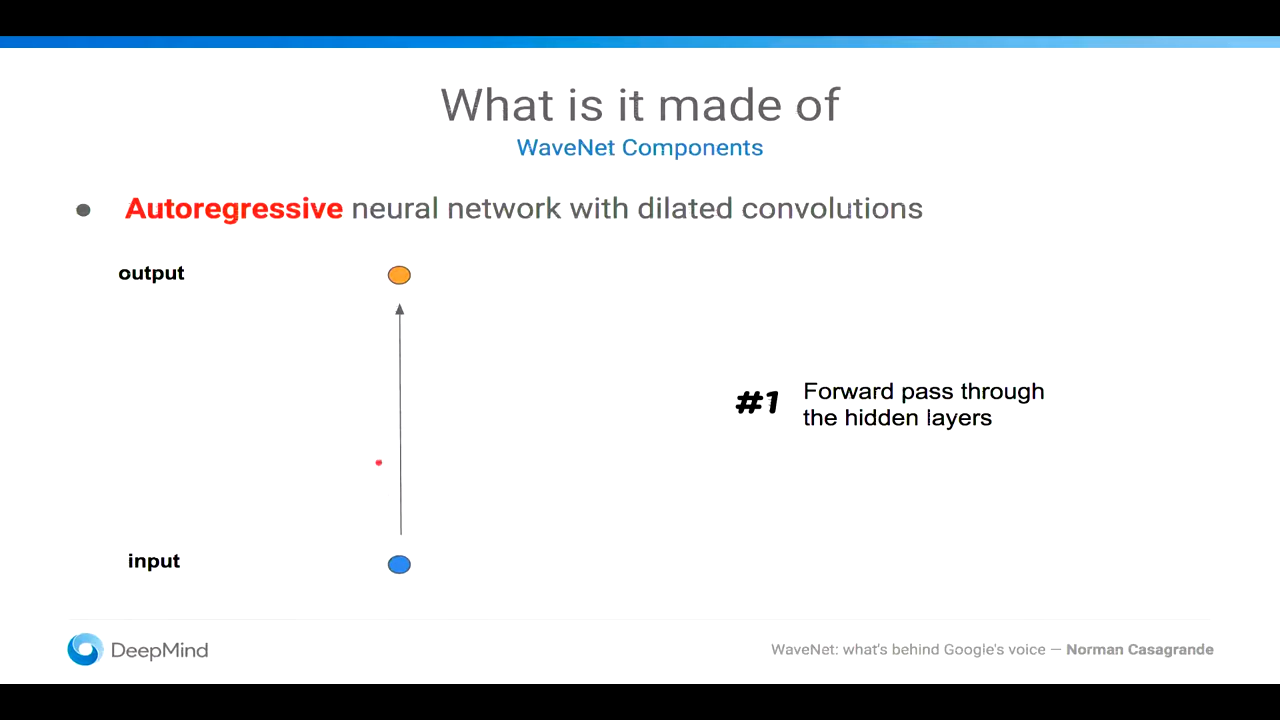 What is it made of
WaveNet Components
● Autoregressive neural network with dilated convolutions
output
#1 Forward pass through
the hidden layers
input
DeepMind
WaveNet: what's behind Google's voice — Norman Casagrande